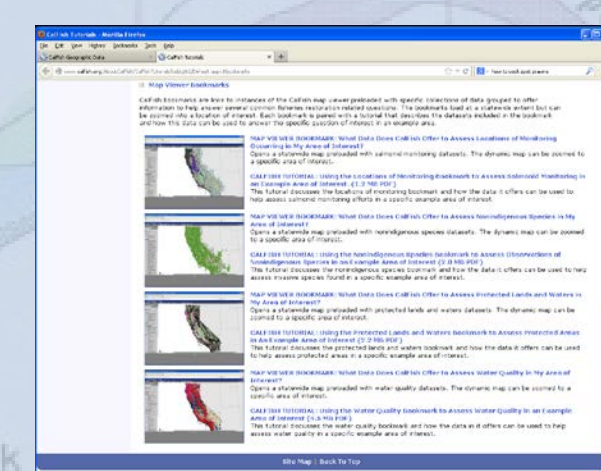 CalFish Tutorials - Mozilla Firefox
File Edit View History Bookmarks Tools Help
CalFish Geographic Data
CalFish Tutorials
Map Viewer Bookmarks
CalFish bookmarks are links to instances of the CalFish map viewer preloaded with specific collections of data grouped to offer
information to help answer several common fisheries restoration related questions. The bookmarks load at a statewide extent but can
be zoomed into a location of interest. Each bookmark is paired with a tutorial that describes the datasets included in the bookmark
and how this data can be used to answer the specific question of interest in an example area.
MAP VIEWER BOOKMARK: What Data Does CalFish Offer to Assess Locations of Monitoring
Occurring in My Area of Interest?
Opens a statewide map preloaded with salmonid monitoring datasets. The dynamic map can be zoomed to
a specific area of interest.
CALFISH TUTORIAL: Using the Locations of Monitoring Bookmark to Assess Salmonid Monitoring in
an Example Area of Interest. (1.2 MB PDF)
This tutorial discusses the locations of monitoring bookmark and how the data it offers can be used to
help assess salmonid monitoring efforts in a specific example area of interest.
MAP VIEWER BOOKMARK: What Data Does CalFish Offer to Assess Nonindigenous Species in My
Area of Interest?
Opens a statewide map preloaded with nonindigenous species datasets. The dynamic map can be zoomed
to a specific area of interest.
CALFISH TUTORIAL: Using the Nonindigenous Species Bookmark to Assess Observations of
Nonindigenous Species in an Example Area of Interest (2.0 MB PDF)
This tutorial discusses the nonindigenous species bookmark and how the data it offers can be used to help
assess invasive species found in a specific example area of interest.
MAP VIEWER BOOKMARK: What Data Does CalFish Offer to Assess Protected Lands and Waters in
My Area of Interest?
Opens a statewide map preloaded with protected lands and waters datasets. The dynamic map can be
zoomed to a specific area of interest.
CALFISH TUTORIAL: Using the Protected Lands and Waters Bookmark to Assess Protected Areas
in An Example Area of Interest (2.2 MB PDF)
This tutorial discusses the protected lands and waters bookmark and how the data it offers can be used
to help assess protected areas in a specific example area of interest.
MAP VIEWER BOOKMARK: What Data Does CalFish Offer to Assess Water Quality in My Area of
Interest?
Opens a statewide map preloaded with water quality datasets. The dynamic map can be zoomed to a
specific area of interest.
CALFISH TUTORIAL: Using the Water Quality Bookmark to Assess Water Quality in an Example
Area of Interest
This tutorial discusses the water quality bookmark and how the data it offers can be used to help
assess water quality in a specific example area of interest.
Site Map | Back To Top